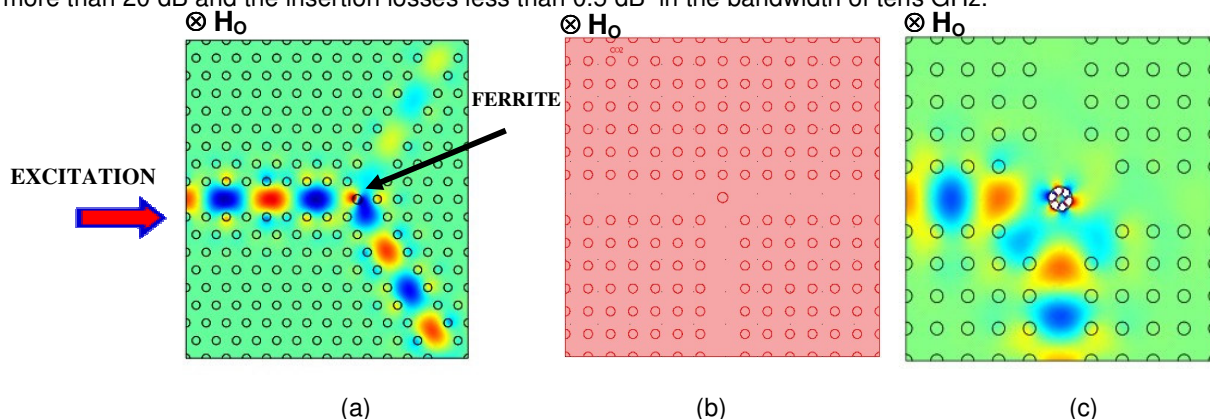 more than 20 dB and the insertion losses less than 0.5 dB in the bandwidth of tens GHz.
⊗ H₀ ⊗ H₀ ⊗ H₀
FERRITE
EXCITATION
(a) (b) (c)